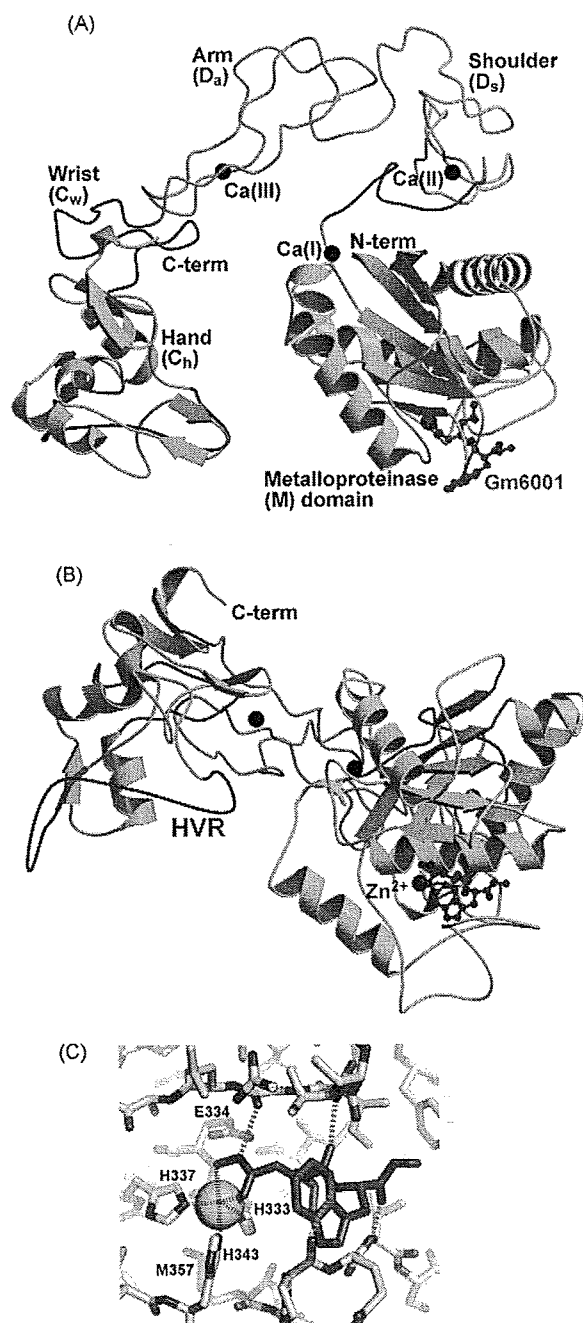 (A)
Arm
(Dₐ)
Shoulder
(Dₛ)
Wrist
(C_w)
Ca(III)
Ca(II)
C-term
Ca(I)
N-term
Hand
(Cₕ)
Metalloproteinase
(M) domain
Gm6001
(B)
C-term
HVR
Zn²⁺
(C)
E334
H337
H333
H343
M357